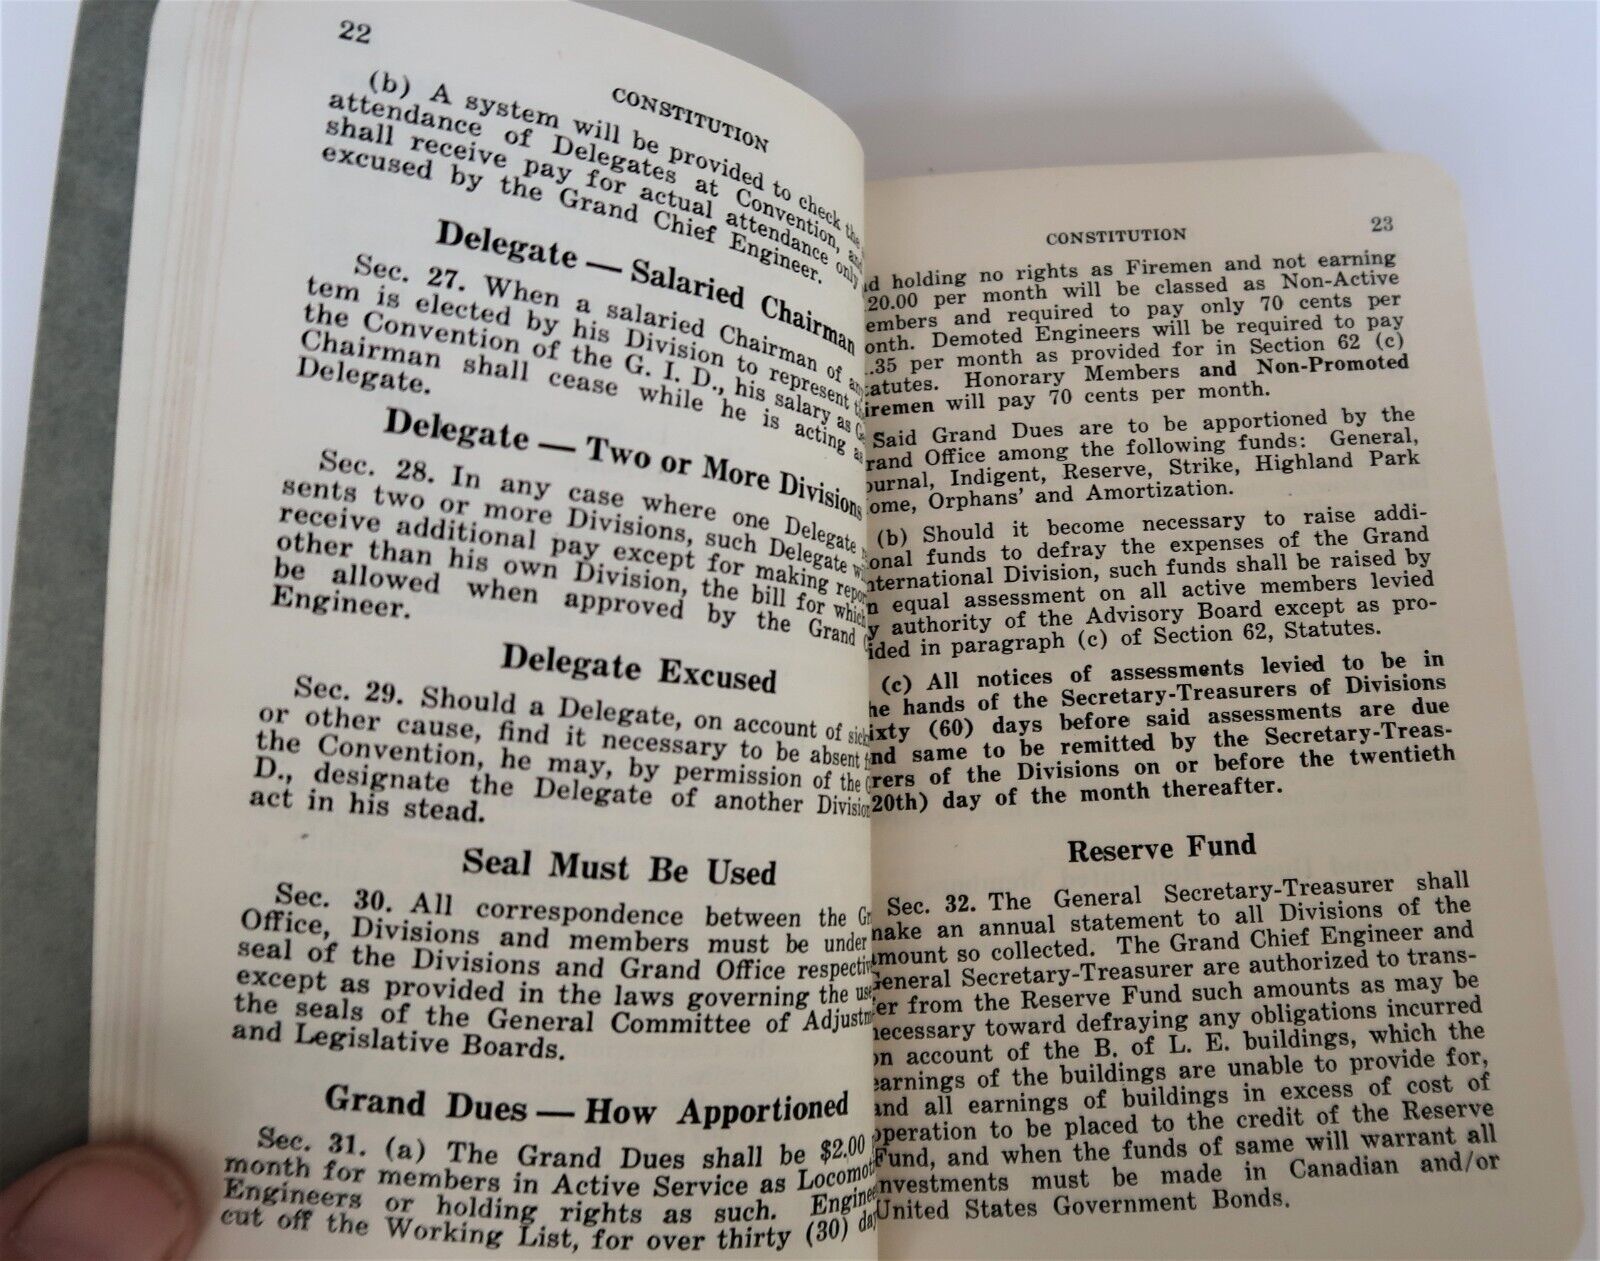 22
CONSTITUTION
(b) A system will be provided to check the
attendance of Delegates at Convention, and
shall receive pay for actual attendance only
excused by the Grand Chief Engineer.
Delegate — Salaried Chairman
Sec. 27. When a salaried Chairman of any
tem is elected by his Division to represent
the Convention of the G. I. D., his salary as
Chairman shall cease while he is acting as
Delegate.
Delegate — Two or More Divisions
Sec. 28. In any case where one Delegate
sents two or more Divisions, such Delegate
receive additional pay except for making
other than his own Division, the bill for which
be allowed when approved by the Grand
Engineer.
Delegate Excused
Sec. 29. Should a Delegate, on account of
or other cause, find it necessary to be absent
the Convention, he may, by permission of the
D., designate the Delegate of another
act in his stead.
Seal Must Be Used
Sec. 30. All correspondence between the
Office, Divisions and members must be under
seal of the Divisions and Grand Office
except as provided in the laws governing the
the seals of the General Committee of
and Legislative Boards.
Grand Dues — How Apportioned
Sec. 31. (a) The Grand Dues shall be $2.00
month for members in Active Service as
Engineers or holding rights as such.
cut off the Working List, for over thirty (30)
CONSTITUTION
23
holding no rights as Firemen and not earning
20.00 per month will be classed as Non-Active
and required to pay only 70 cents per
Demoted Engineers will be required to pay
.35 per month as provided for in Section 62 (c)
Honorary Members and Non-Promoted
will pay 70 cents per month.
Said Grand Dues are to be apportioned by the
Office among the following funds: General,
Indigent, Reserve, Strike, Highland Park
Orphans' and Amortization.
(b) Should it become necessary to raise addi-
funds to defray the expenses of the Grand
Division, such funds shall be raised by
equal assessment on all active members levied
authority of the Advisory Board except as pro-
in paragraph (c) of Section 62, Statutes.
(c) All notices of assessments levied to be in
hands of the Secretary-Treasurers of Divisions
(60) days before said assessments are due
same to be remitted by the Secretary-Treas-
of the Divisions on or before the twentieth
20th) day of the month thereafter.
Reserve Fund
Sec. 32. The General Secretary-Treasurer shall
an annual statement to all Divisions of the
so collected. The Grand Chief Engineer and
Secretary-Treasurer are authorized to trans-
from the Reserve Fund such amounts as may be
toward defraying any obligations incurred
account of the B. of L. E. buildings, which the
of the buildings are unable to provide for,
all earnings of buildings in excess of cost of
to be placed to the credit of the Reserve
Fund, and when the funds of same will warrant all
must be made in Canadian and/or
United States Government Bonds.